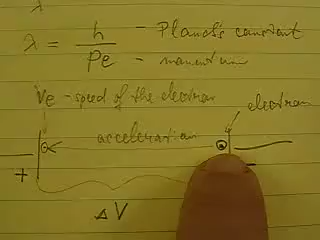 λ
λ = h / pe - Planck's constant
- momentum
Ve - speed of the electron
electron
acceleration
+
-
ΔV